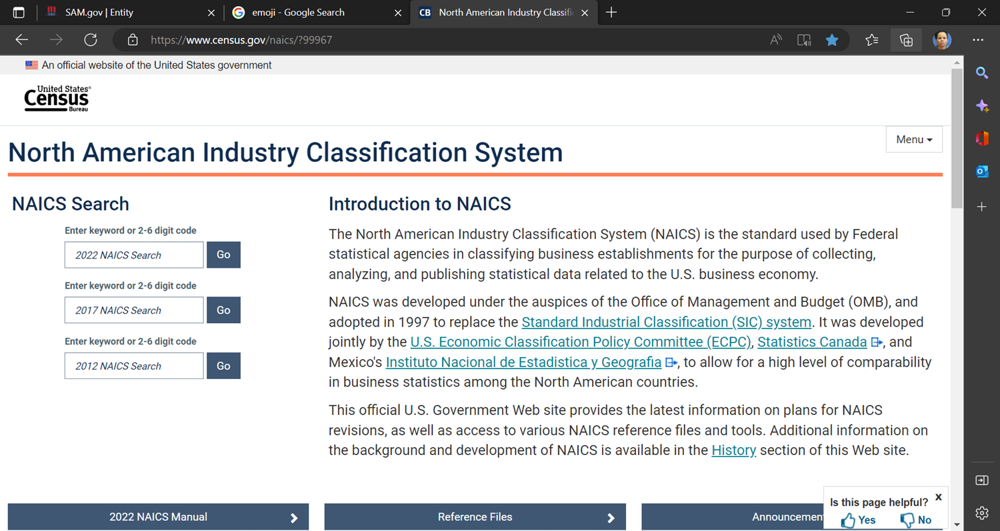 SAM.gov | Entity
emoji - Google Search
CB North American Industry Classifi
https://www.census.gov/naics/?99967
An official website of the United States government
United States®
Census
Bureau
Menu
North American Industry Classification System
NAICS Search
Enter keyword or 2-6 digit code
2022 NAICS Search Go
Enter keyword or 2-6 digit code
2017 NAICS Search Go
Enter keyword or 2-6 digit code
2012 NAICS Search Go
Introduction to NAICS
The North American Industry Classification System (NAICS) is the standard used by Federal
statistical agencies in classifying business establishments for the purpose of collecting,
analyzing, and publishing statistical data related to the U.S. business economy.
NAICS was developed under the auspices of the Office of Management and Budget (OMB), and
adopted in 1997 to replace the Standard Industrial Classification (SIC) system. It was developed
jointly by the U.S. Economic Classification Policy Committee (ECPC), Statistics Canada, and
Mexico's Instituto Nacional de Estadistica y Geografia, to allow for a high level of comparability
in business statistics among the North American countries.
This official U.S. Government Web site provides the latest information on plans for NAICS
revisions, as well as access to various NAICS reference files and tools. Additional information on
the background and development of NAICS is available in the History section of this Web site.
2022 NAICS Manual
Reference Files
Announcement
Is this page helpful? x
Yes No